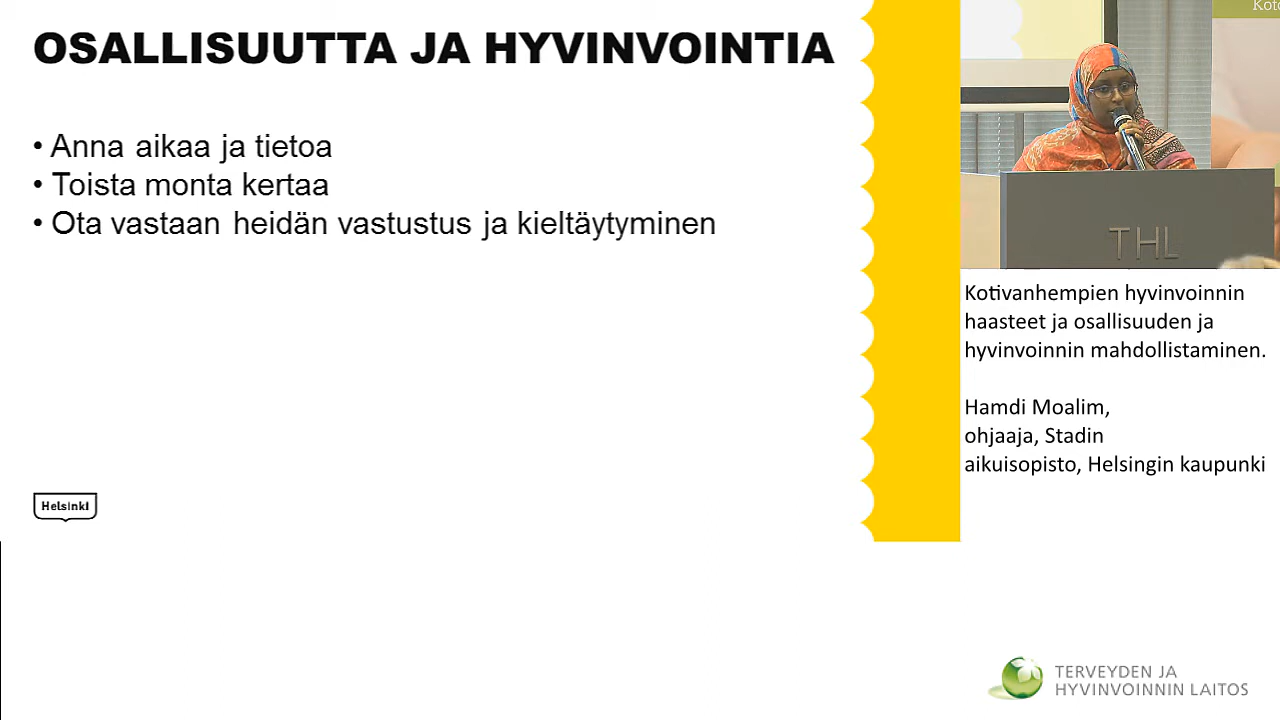 OSALLISUUTTA JA HYVINVOINTIA
• Anna aikaa ja tietoa
• Toista monta kertaa
• Ota vastaan heidän vastustus ja kieltäytyminen
Helsinki
THL
Kotivanhempien hyvinvoinnin
haasteet ja osallisuuden ja
hyvinvoinnin mahdollistaminen.
Hamdi Moalim,
ohjaaja, Stadin
aikuisopisto, Helsingin kaupunki
TERVEYDEN JA
HYVINVOINNIN LAITOS